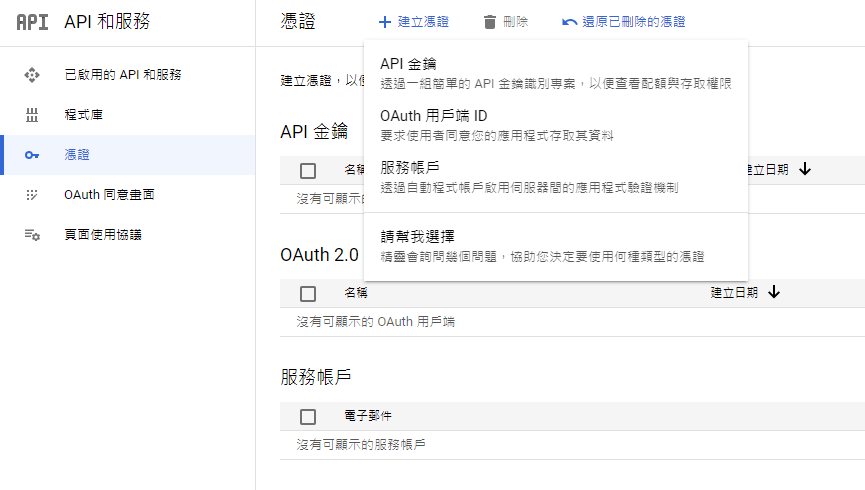 API API 和服務
已啟用的 API 和服務
程式庫
憑證
OAuth 同意畫面
頁面使用協議
憑證
建立憑證
刪除
還原已刪除的憑證
建立憑證，以
API 金鑰
透過一組簡單的 API 金鑰識別專案，以便查看配額與存取權限
OAuth 用戶端 ID
要求使用者同意您的應用程式存取其資料
服務帳戶
透過自動程式帳戶啟用伺服器間的應用程式驗證機制
請幫我選擇
精靈會詢問幾個問題，協助您決定要使用何種類型的憑證
API 金鑰
名 立日期
沒有可顯示
OAuth 2.0
名稱 建立日期
沒有可顯示的 OAuth 用戶端
服務帳戶
電子郵件
沒有可顯示的服務帳戶